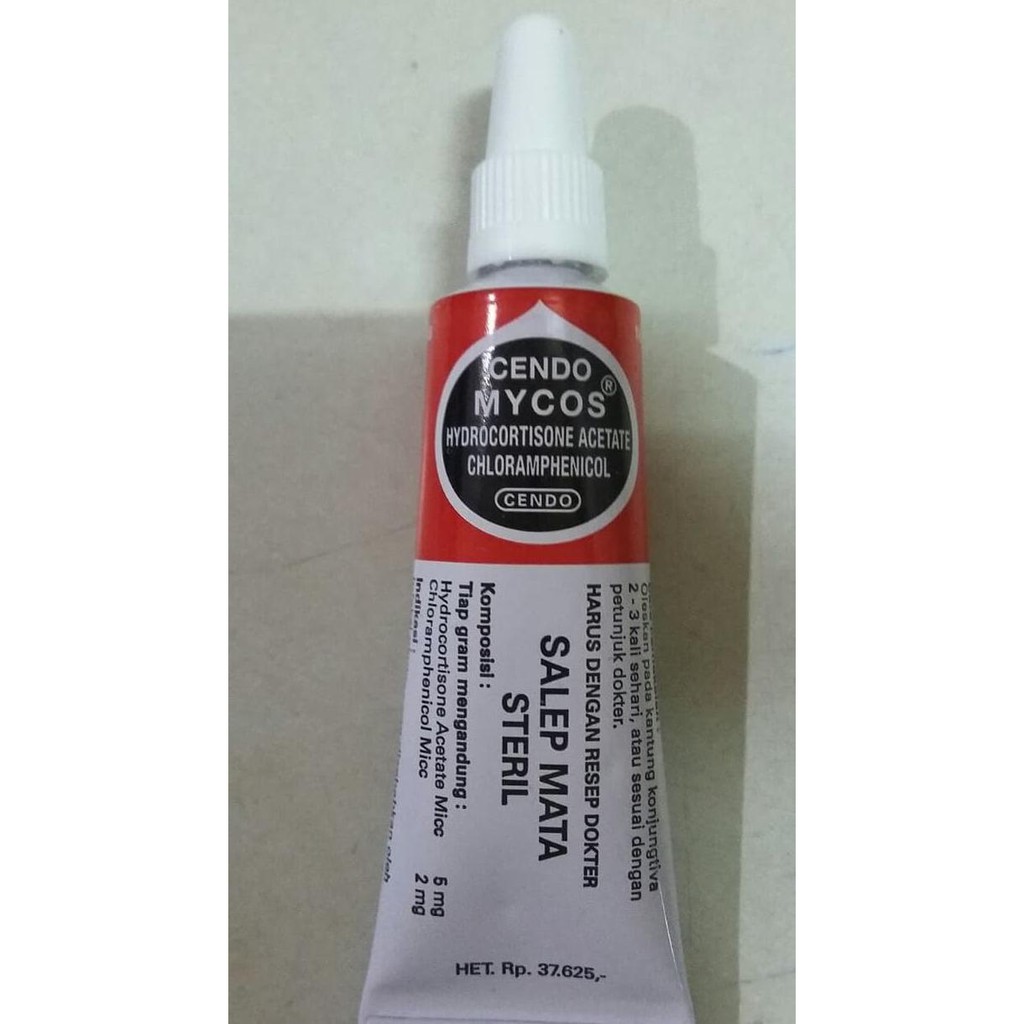 CENDO
MYCOS®
HYDROCORTISONE ACETATE
CHLORAMPHENICOL
CENDO
Oleskan pada kantung konjungtiva
2 - 3 kali sehari, atau sesuai dengan
petunjuk dokter.
HARUS DENGAN RESEP DOKTER
SALEP MATA
STERIL
Komposisi :
Tiap gram mengandung :
Hydrocortisone Acetate Micc 5 mg
Chloramphenicol Micc 2 mg
Indikasi :
HET. Rp. 37.625,-